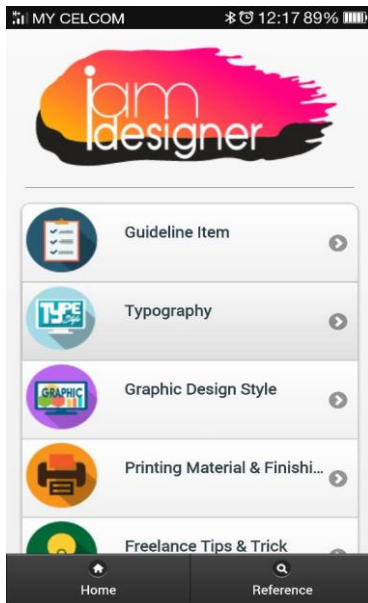 MY CELCOM 12:17 89%
i am
designer
Guideline Item
TYPE
Style
Typography
GRAPHIC
Graphic Design Style
Printing Material & Finishi...
Freelance Tips & Trick
Home Reference